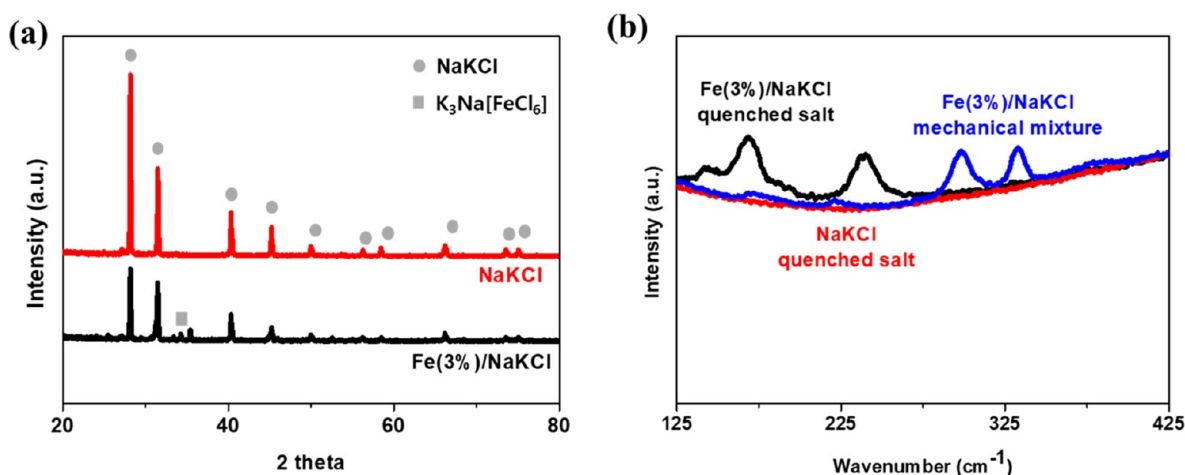 (a)
NaKCl
K₃Na[FeCl₆]
NaKCl
Fe(3%)/NaKCl
Intensity (a.u.)
20
40
60
80
2 theta
(b)
Fe(3%)/NaKCl
quenched salt
Fe(3%)/NaKCl
mechanical mixture
NaKCl
quenched salt
Intensity (a.u.)
125
225
325
425
Wavenumber (cm⁻¹)